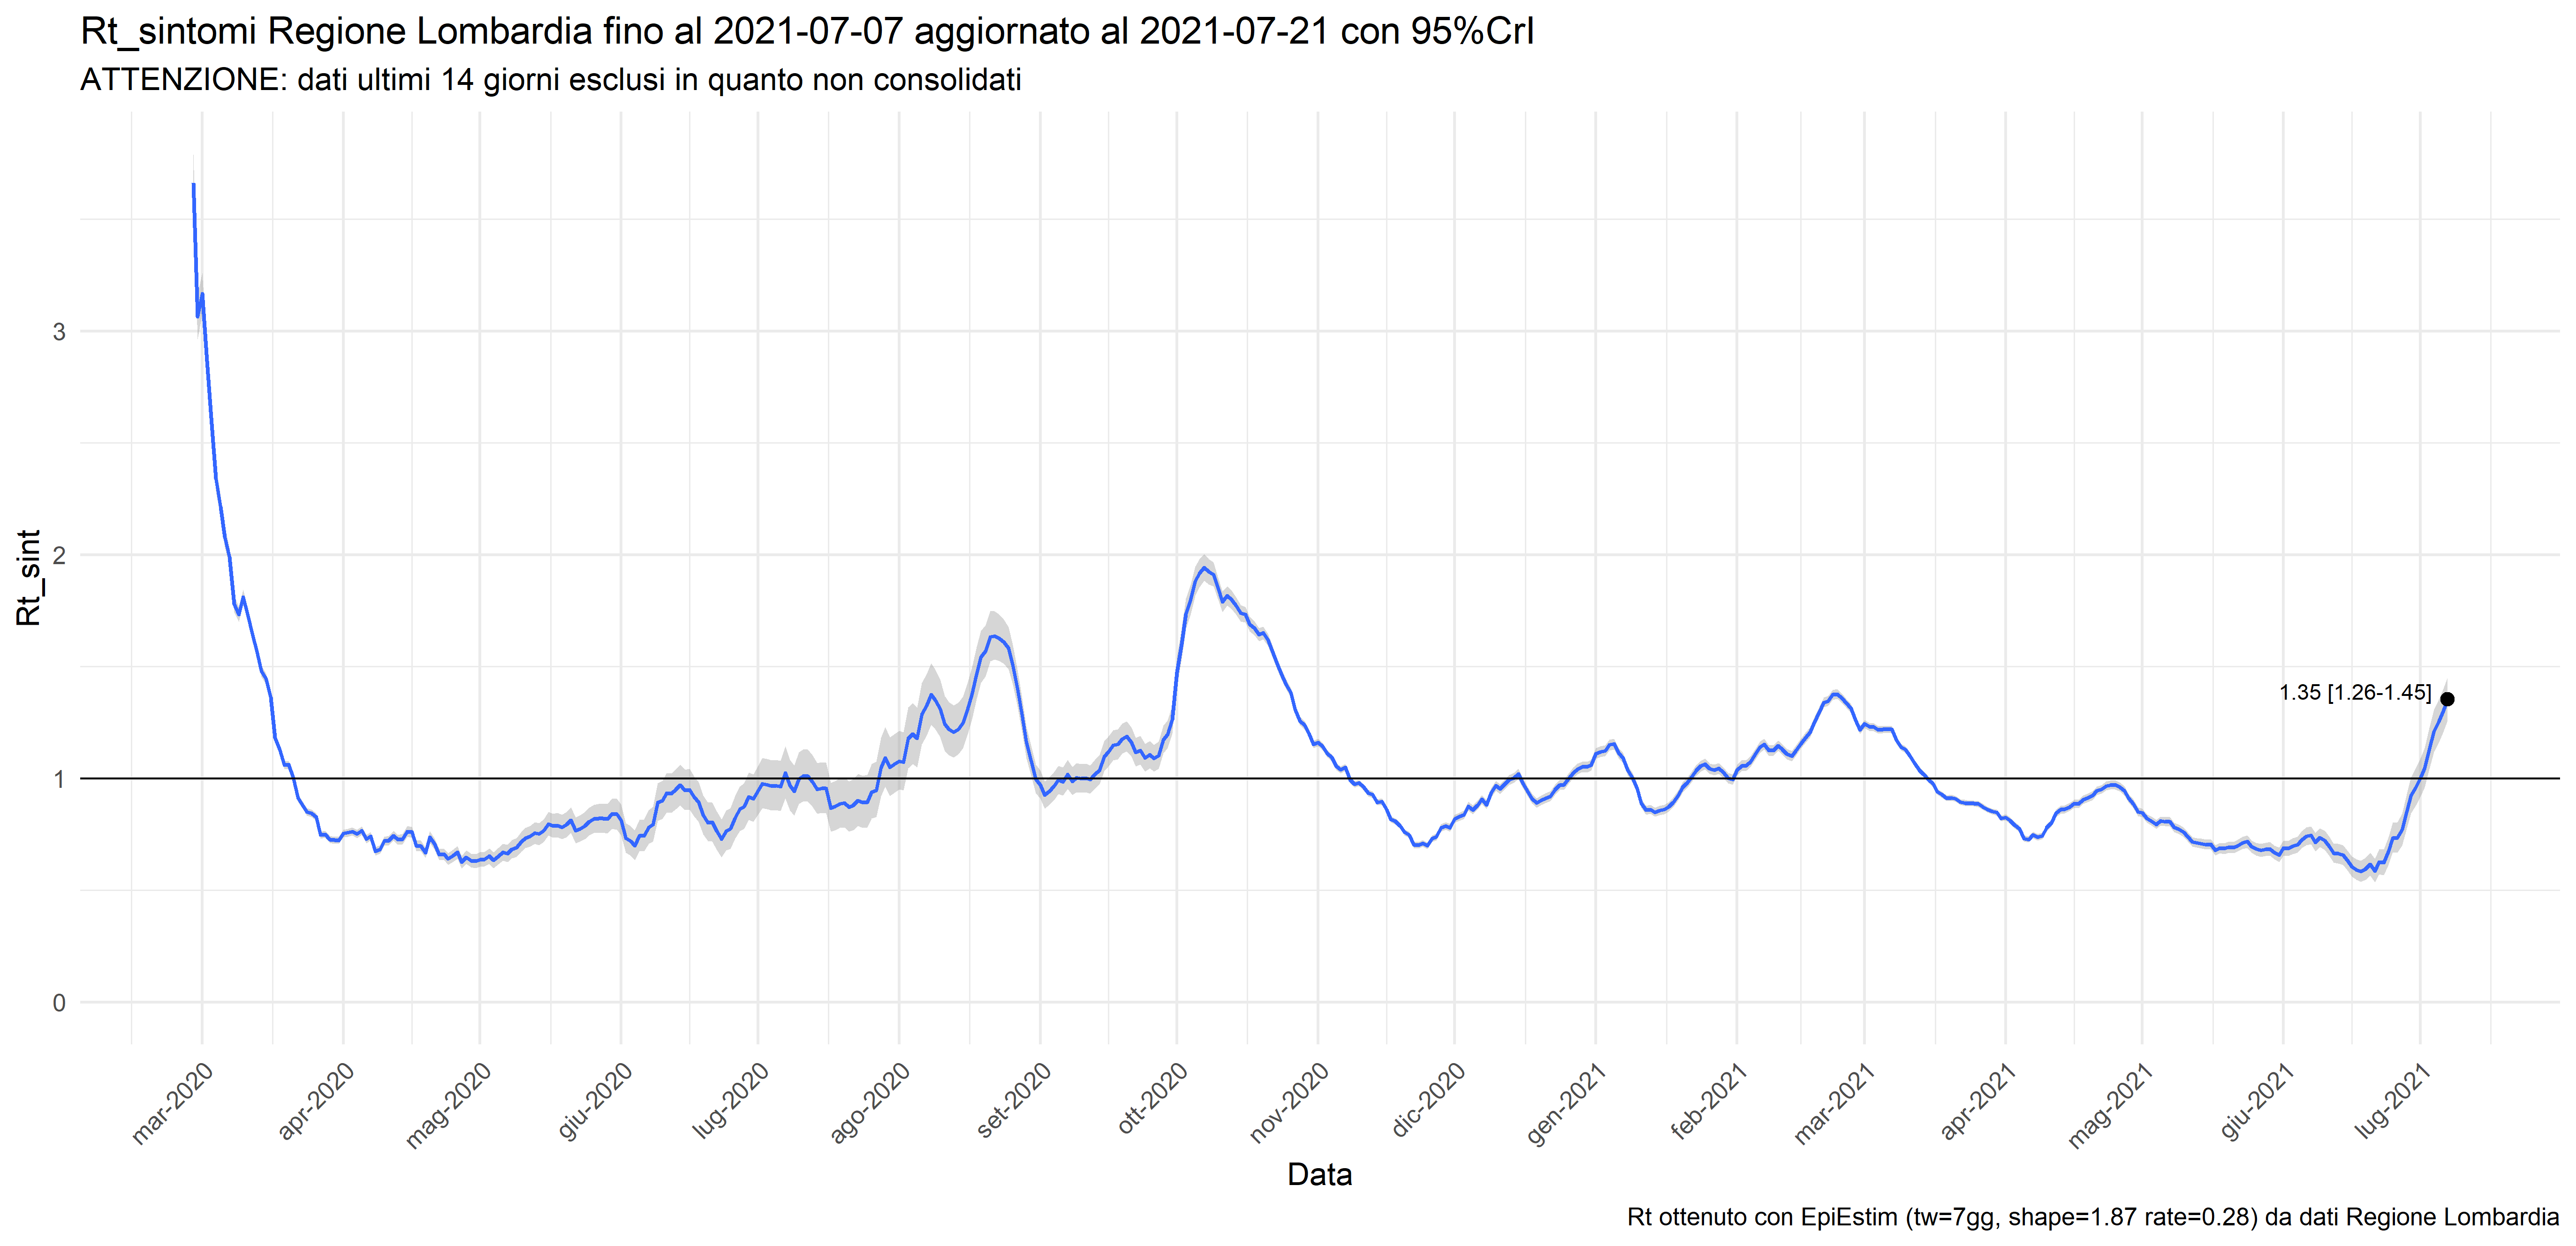 Rt_sintomi Regione Lombardia fino al 2021-07-07 aggiornato al 2021-07-21 con 95%CrI
ATTENZIONE: dati ultimi 14 giorni esclusi in quanto non consolidati
Rt_sint
3
2
1
0
1.35 [1.26-1.45]
mar-2020
apr-2020
mag-2020
giu-2020
lug-2020
ago-2020
set-2020
ott-2020
nov-2020
dic-2020
gen-2021
feb-2021
mar-2021
apr-2021
mag-2021
giu-2021
lug-2021
Data
Rt ottenuto con EpiEstim (tw=7gg, shape=1.87 rate=0.28) da dati Regione Lombardia